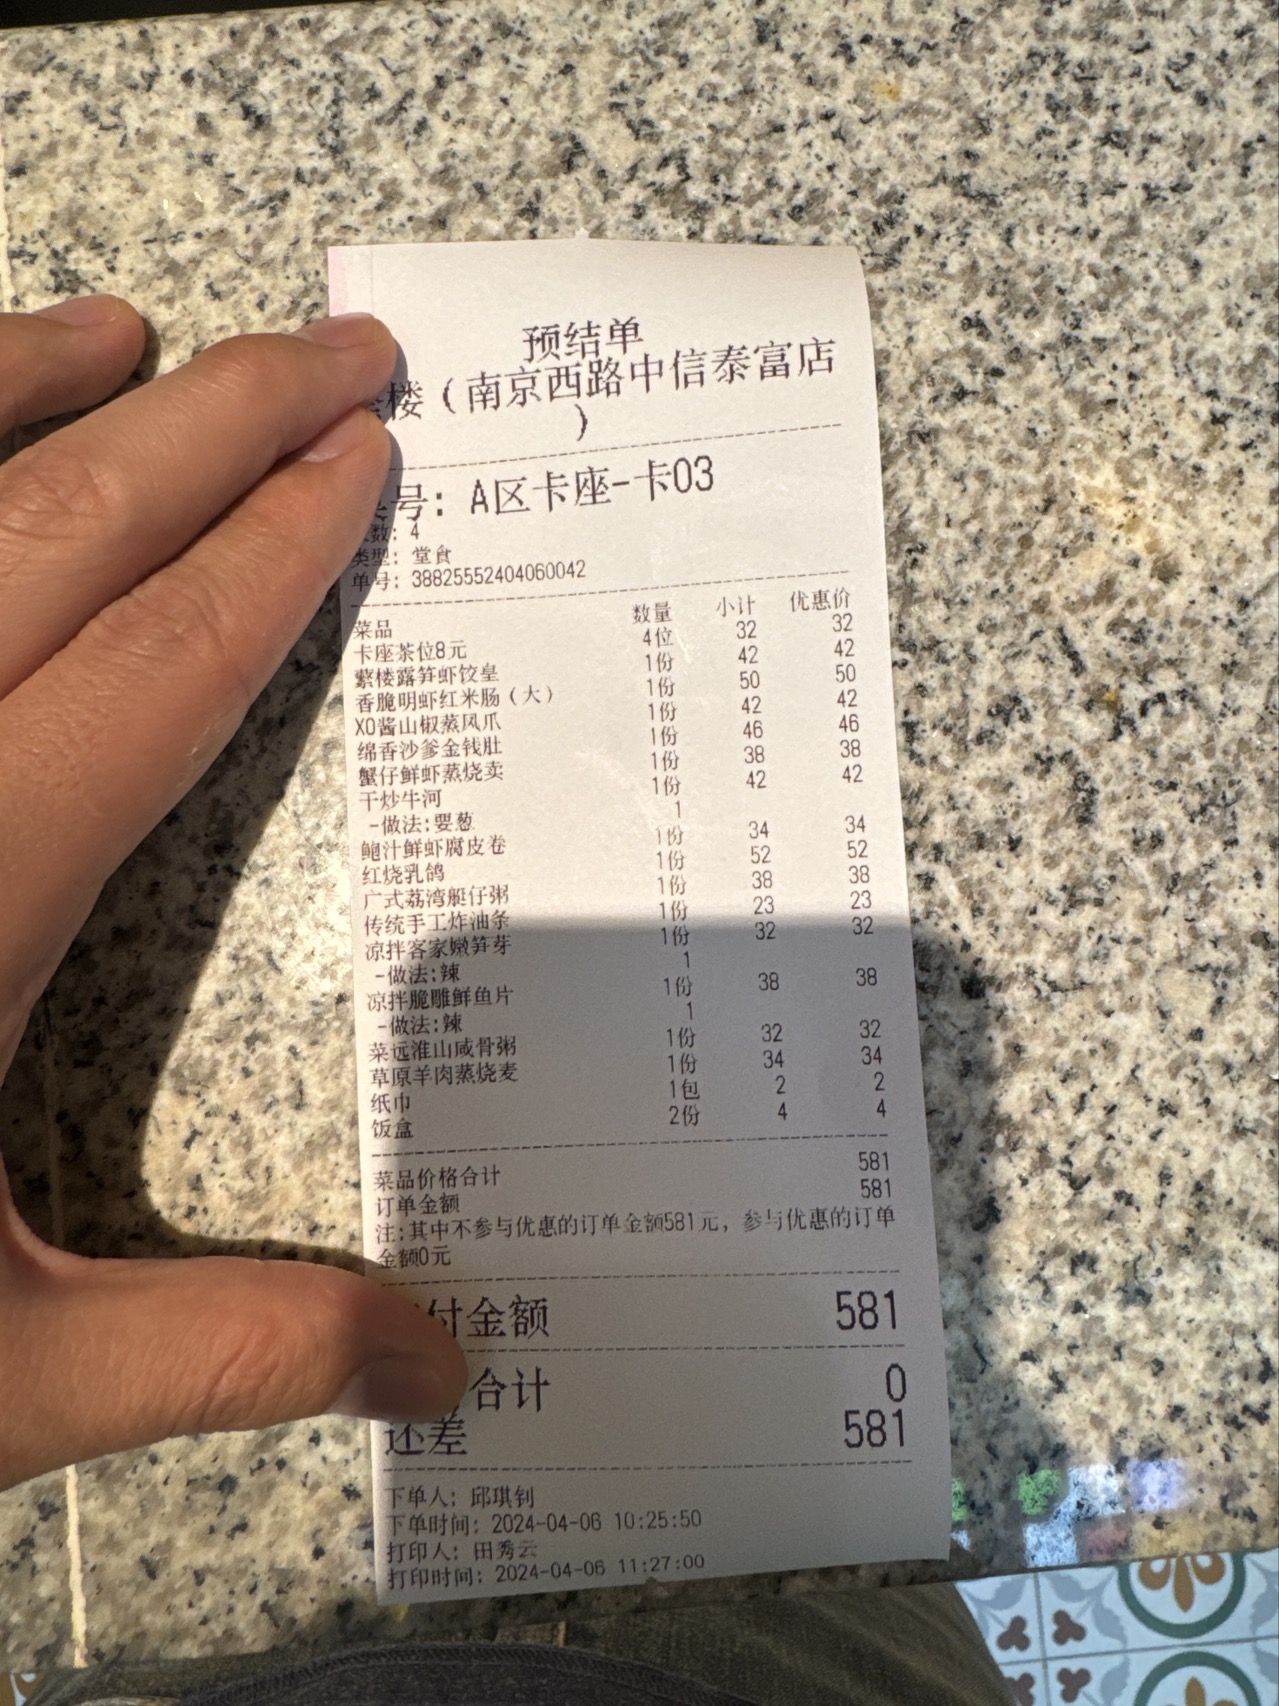 预结单
楼（南京西路中信泰富店
）
号：A区卡座-卡03
数：4
类型：堂食
单号：38825552404060042
菜品 数量 小计 优惠价
卡座茶位8元 4位 32 32
蘩楼露笋虾饺皇 1份 42 42
香脆明虾红米肠（大） 1份 50 50
XO酱山椒蒸凤爪 1份 42 42
绵香沙爹金钱肚 1份 46 46
蟹仔鲜虾蒸烧卖 1份 38 38
干炒牛河 1份 42 42
-做法:要葱 1
鲍汁鲜虾腐皮卷 1份 34 34
红烧乳鸽 1份 52 52
广式荔湾艇仔粥 1份 38 38
传统手工炸油条 1份 23 23
凉拌客家嫩笋芽 1份 32 32
-做法:辣 1
凉拌脆雕鲜鱼片 1份 38 38
-做法:辣 1
菜远淮山咸骨粥 1份 32 32
草原羊肉蒸烧麦 1份 34 34
纸巾 1包 2 2
饭盒 2份 4 4
菜品价格合计 581
订单金额 581
注:其中不参与优惠的订单金额581元，参与优惠的订单
金额0元
付金额 581
合计 0
还差 581
下单人：邱琪钊
下单时间：2024-04-06 10:25:50
打印人：田秀云
打印时间：2024-04-06 11:27:00